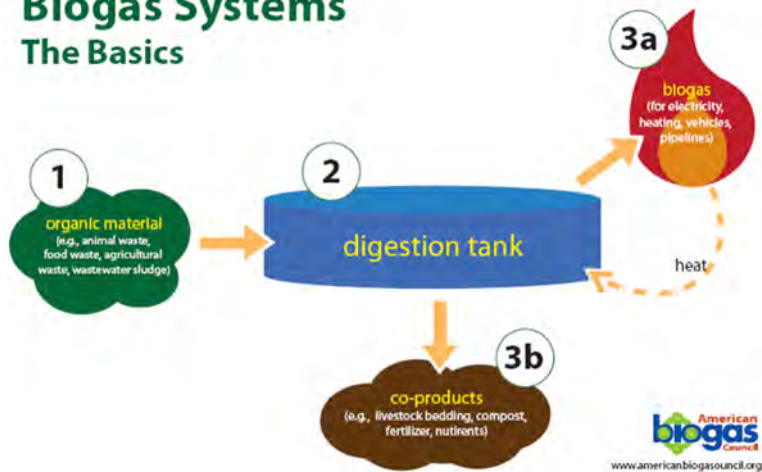 Biogas Systems
The Basics
3a
biogas
(for electricity,
heating, vehicles,
pipelines)
1
2
organic material
(e.g., animal waste,
food waste, agricultural
waste, wastewater sludge)
digestion tank
heat
3b
co-products
(e.g., livestock bedding, compost,
fertilizer, nutirents)
American
biogas
Council
www.americanbiogascouncil.org